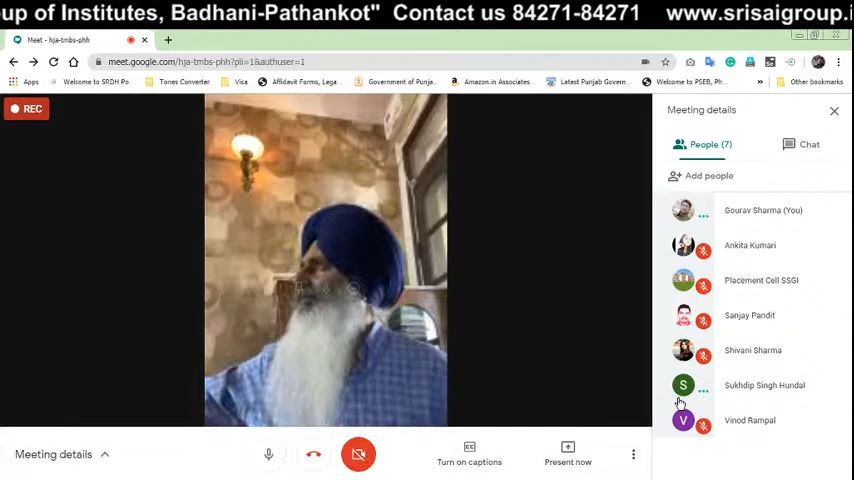 up of Institutes, Badhani-Pathankot" Contact us 84271-84271 www.srisaigroup.i
Meet - hja-tmbs-phh
meet.google.com/hja-tmbs-phh?pli=1&authuser=1
Apps
Welcome to SRDH Po...
Tones Converter
Affidavit Forms, Lega...
Government of Punja...
Amazon.in Associates...
Latest Punjab Govern...
Welcome to PSEB, Ph...
»
Other bookmarks
REC
Meeting details
People (7)
Chat
Add people
Gourav Sharma (You)
Ankita Kumari
Placement Cell SSGI
Sanjay Pandit
Shivani Sharma
S
Sukhdip Singh Hundal
V
Vinod Rampal
Meeting details
Turn on captions
Present now